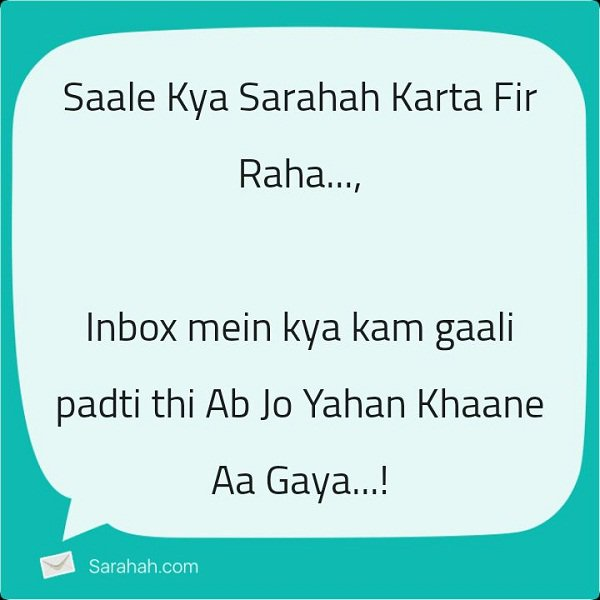 Saale Kya Sarahah Karta Fir
Raha...,
Inbox mein kya kam gaali
padti thi Ab Jo Yahan Khaane
Aa Gaya...!
Sarahah.com